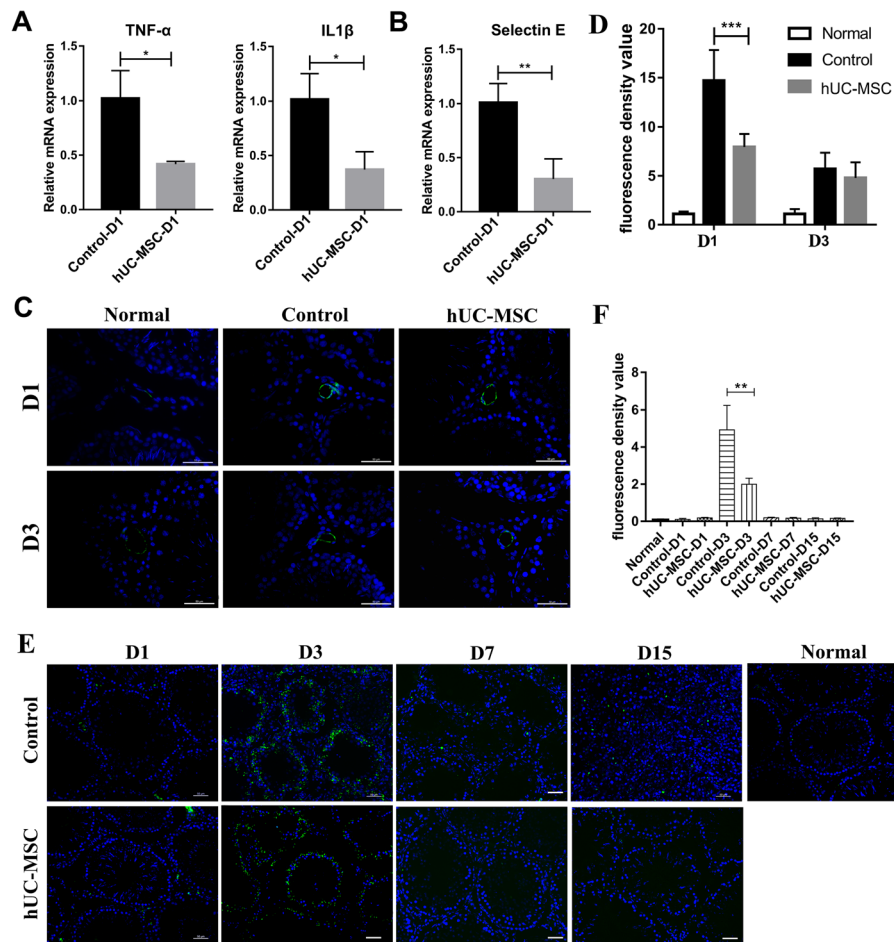 A
TNF-α
Relative mRNA expression
1.5
1.0
0.5
0.0
*
Control-D1
hUC-MSC-D1
IL1β
Relative mRNA expression
1.5
1.0
0.5
0.0
*
Control-D1
hUC-MSC-D1
B
Selectin E
Relative mRNA expression
1.5
1.0
0.5
0.0
**
Control-D1
hUC-MSC-D1
D
fluorescence density value
20
15
10
5
0
***
D1
D3
Normal
Control
hUC-MSC
C
Normal
Control
hUC-MSC
D1
D3
F
fluorescence density value
8
6
4
2
0
**
Normal
Control-D1
hUC-MSC-D1
Control-D3
hUC-MSC-D3
Control-D7
hUC-MSC-D7
Control-D15
hUC-MSC-D15
E
D1
D3
D7
D15
Normal
Control
hUC-MSC